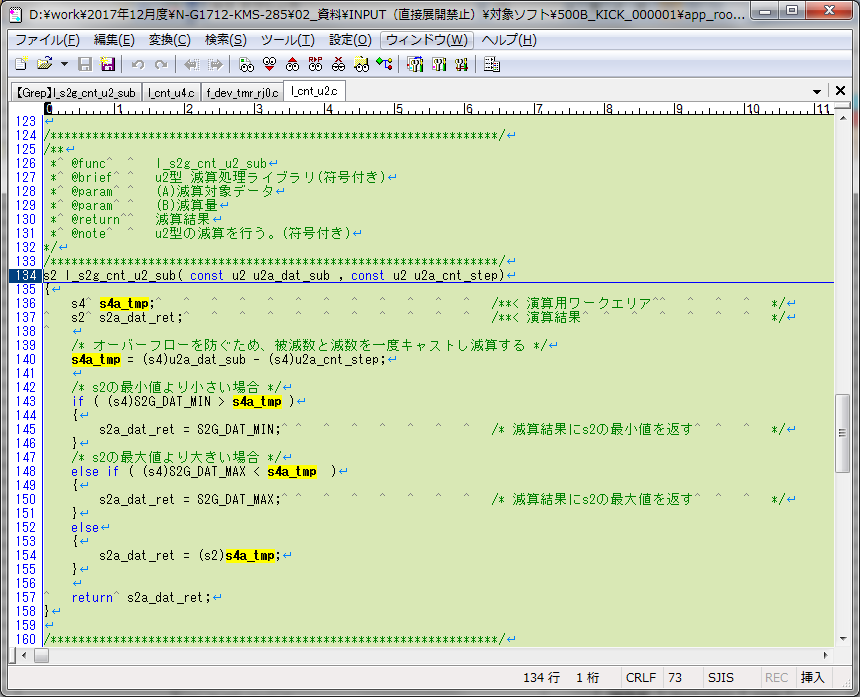 D:¥work¥2017年12月度¥N-G1712-KMS-285¥02_資料¥INPUT（直接展開禁止）¥対象ソフト¥500B_KICK_000001¥app_roo...
ファイル(F) 編集(E) 変換(C) 検索(S) ツール(T) 設定(O) ウィンドウ(W) ヘルプ(H)
【Grep】l_s2g_cnt_u2_sub l_cnt_u4.c f_dev_tmr_rj0.c l_cnt_u2.c
0 1 2 3 4 5 6 7 8 9 10 11
123
124 /****************************************************************/
125 /**
126 * @func l_s2g_cnt_u2_sub
127 * @brief u2型 減算処理ライブラリ(符号付き)
128 * @param (A)減算対象データ
129 * @param (B)減算量
130 * @return 減算結果
131 * @note u2型の減算を行う。(符号付き)
132 */
133 /****************************************************************/
134 s2 l_s2g_cnt_u2_sub( const u2 u2a_dat_sub , const u2 u2a_cnt_step)
135 {
136 s4 s4a_tmp; /**< 演算用ワークエリア */
137 s2 s2a_dat_ret; /**< 演算結果 */
138
139 /* オーバーフローを防ぐため、被減数と減数を一度キャストし減算する */
140 s4a_tmp = (s4)u2a_dat_sub - (s4)u2a_cnt_step;
141
142 /* s2の最小値より小さい場合 */
143 if ( (s4)S2G_DAT_MIN > s4a_tmp )
144 {
145 s2a_dat_ret = S2G_DAT_MIN; /* 減算結果にs2の最小値を返す */
146 }
147 /* s2の最大値より大きい場合 */
148 else if ( (s4)S2G_DAT_MAX < s4a_tmp )
149 {
150 s2a_dat_ret = S2G_DAT_MAX; /* 減算結果にs2の最大値を返す */
151 }
152 else
153 {
154 s2a_dat_ret = (s2)s4a_tmp;
155 }
156
157 return s2a_dat_ret;
158 }
159
160 /****************************************************************/
134 行 1 桁 CRLF 73 SJIS REC 挿入